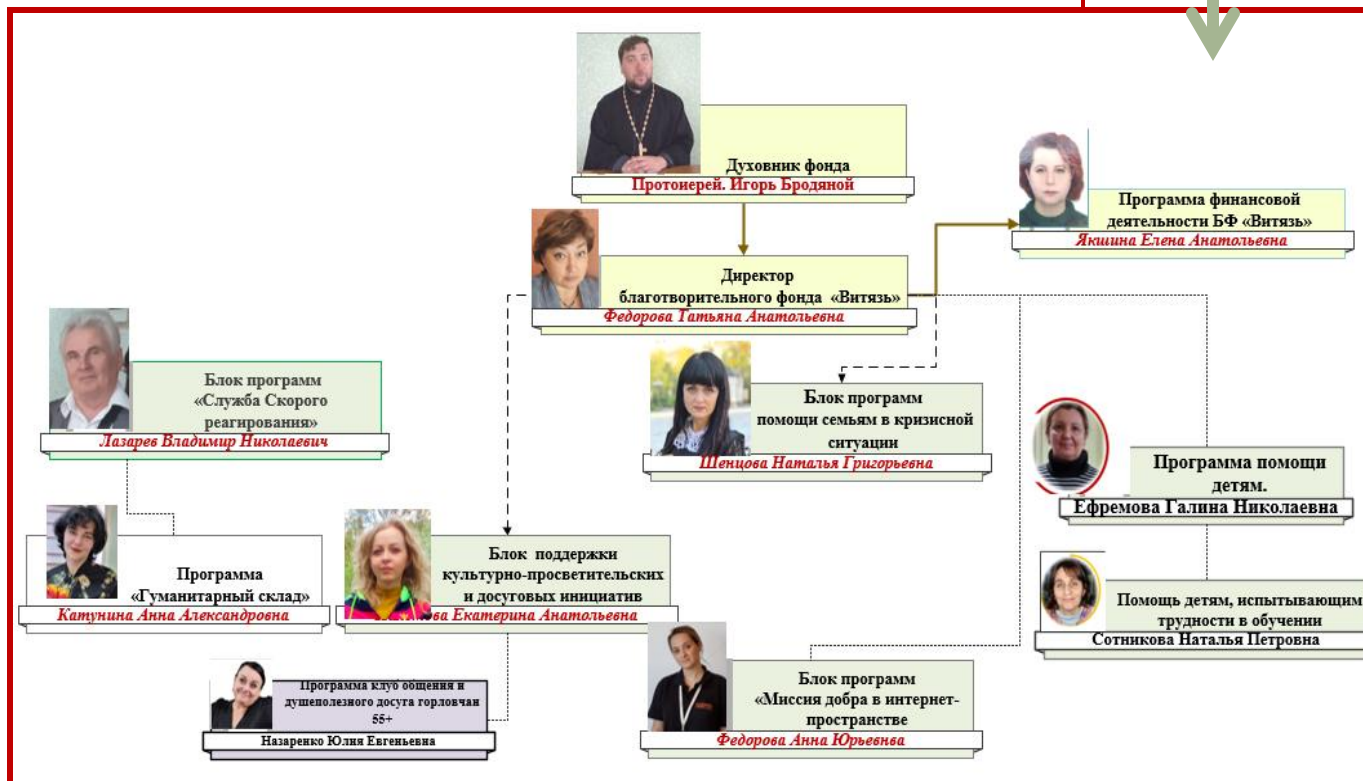 Духовник фонда
Протоиерей. Игорь Бродяной
Программа финансовой
деятельности БФ «Витязь»
Якшина Елена Анатольевна
Директор
благотворительного фонда «Витязь»
Федорова Татьяна Анатольевна
Блок программ
«Служба Скорого
реагирования»
Лазарев Владимир Николаевич
Блок программ
помощи семьям в кризисной
ситуации
Шенцова Наталья Григорьевна
Программа помощи
детям.
Ефремова Галина Николаевна
Программа
«Гуманитарный склад»
Катунина Анна Александровна
Блок поддержки
культурно-просветительских
и досуговых инициатив
Екатерина Анатольевна
Помощь детям, испытывающим
трудности в обучении
Сотникова Наталья Петровна
Программа клуб общения и
душеполезного досуга горловчан
55+
Назаренко Юлия Евгеньевна
Блок программ
«Миссия добра в интернет-
пространстве
Федорова Анна Юрьевнва